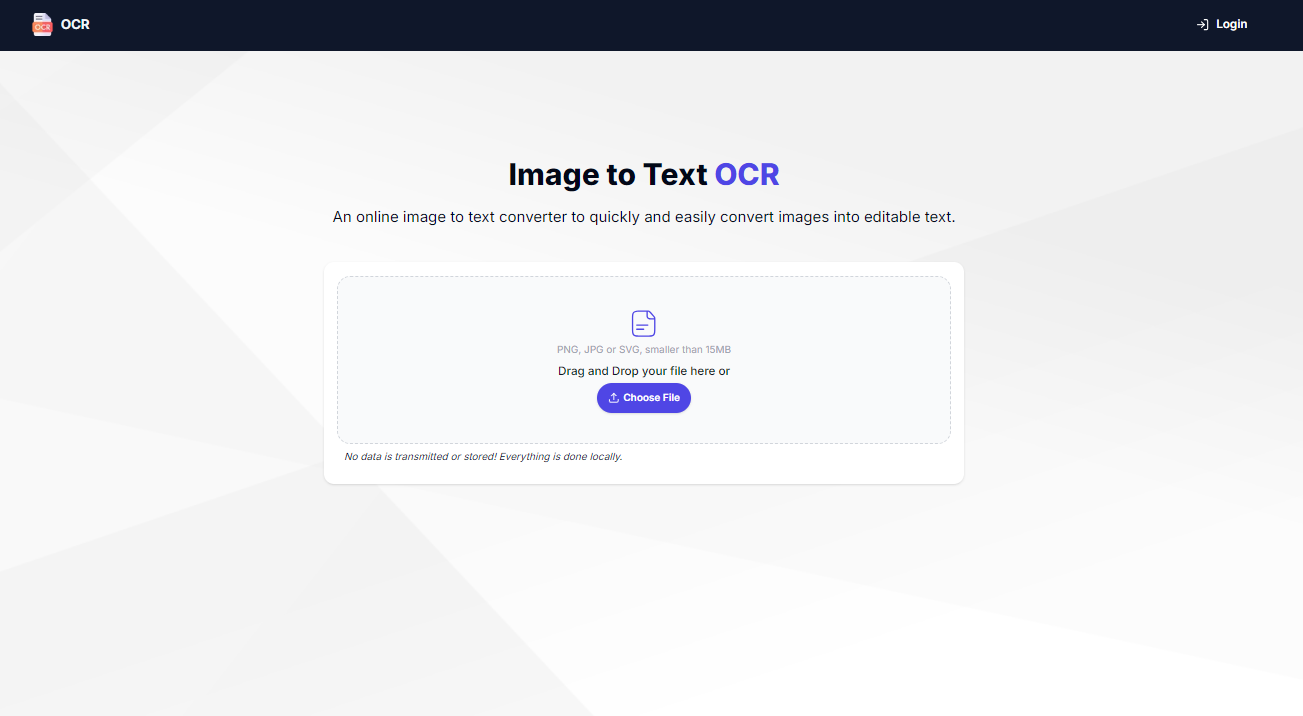 OCR
OCR
Login
Image to Text OCR
An online image to text converter to quickly and easily convert images into editable text.
PNG, JPG or SVG, smaller than 15MB
Drag and Drop your file here or
Choose File
No data is transmitted or stored! Everything is done locally.